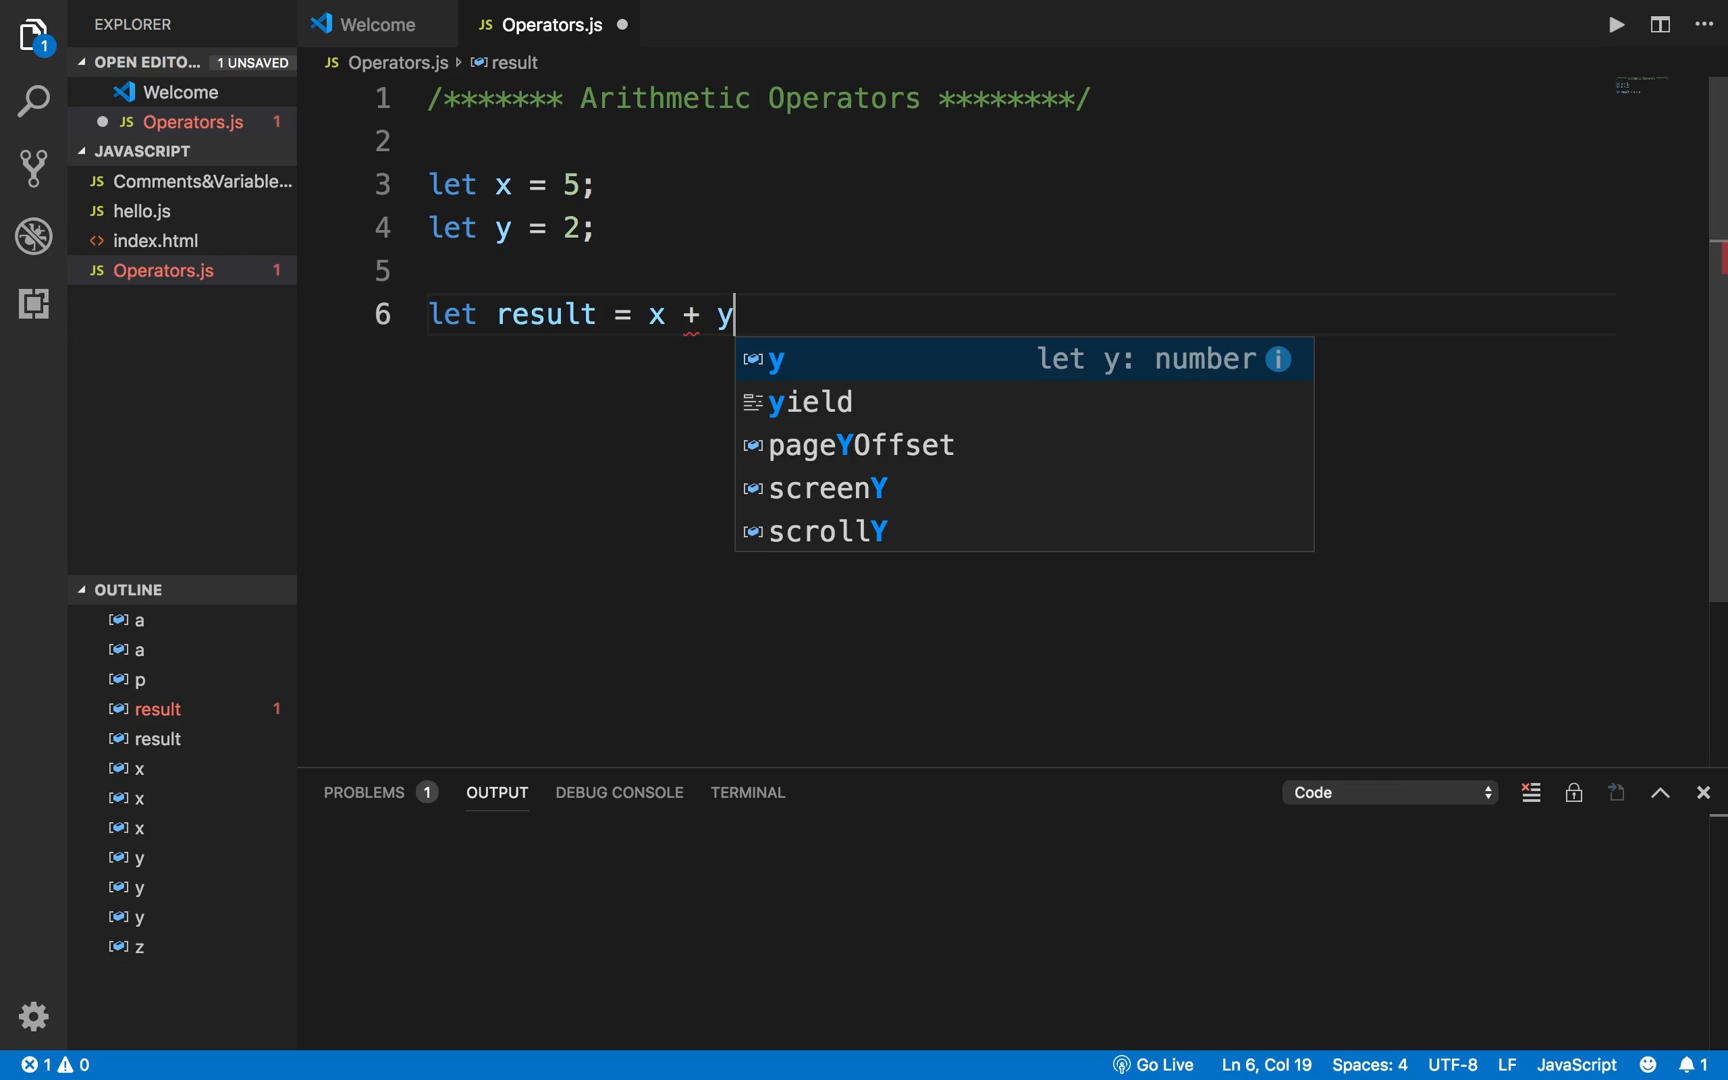 EXPLORER
Welcome
JS Operators.js
1
OPEN EDITO... 1 UNSAVED
Welcome
JS Operators.js 1
JAVASCRIPT
JS Comments&Variable...
JS hello.js
<> index.html
JS Operators.js 1
OUTLINE
a
a
p
result 1
result
x
x
x
y
y
y
z
JS Operators.js result
1 /******* Arithmetic Operators ********/
2
3 let x = 5;
4 let y = 2;
5
6 let result = x + y
y let y: number i
yield
pageYOffset
screenY
scrollY
PROBLEMS 1 OUTPUT DEBUG CONSOLE TERMINAL Code
1 0 Go Live Ln 6, Col 19 Spaces: 4 UTF-8 LF JavaScript 1